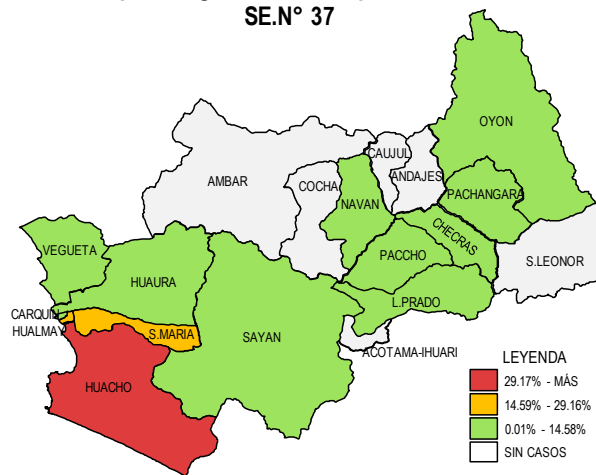 SE.N° 37
OYON
CAUJUL
AMBAR
COCHA
ANDAJES
NAVAN
PACHANGARA
CHECRAS
VEGUETA
PACCHO
S.LEONOR
HUAURA
L.PRADO
CARQUIN
HUALMAY
S.MARIA
SAYAN
ACOTAMA-IHUARI
HUACHO
LEYENDA
29.17% - MÁS
14.59% - 29.16%
0.01% - 14.58%
SIN CASOS